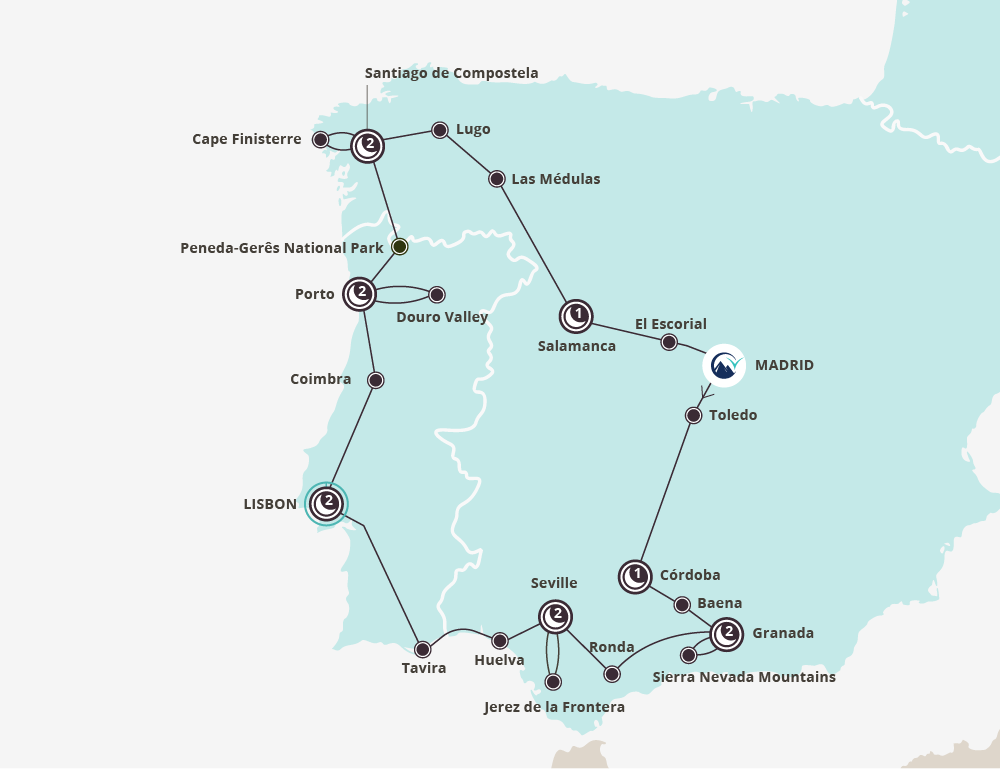 Santiago de Compostela
2
Cape Finisterre
Lugo
Las Médulas
Peneda-Gerês National Park
Porto
2
Douro Valley
1
El Escorial
Salamanca
MADRID
Coimbra
Toledo
LISBON
2
1
Córdoba
Seville
Baena
2
2
Granada
Ronda
Tavira
Huelva
Sierra Nevada Mountains
Jerez de la Frontera